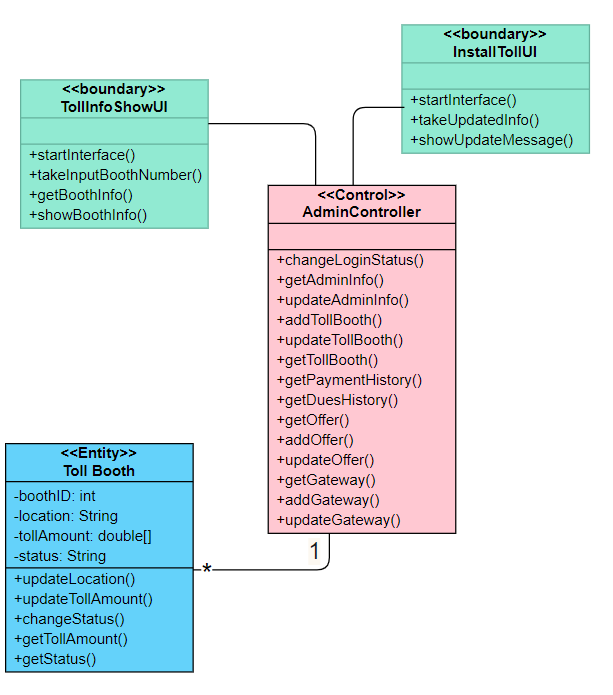 <<boundary>>
InstallTollUI
+startInterface()
+takeUpdatedInfo()
+showUpdateMessage()
<<boundary>>
TollInfoShowUI
+startInterface()
+takeInputBoothNumber()
+getBoothInfo()
+showBoothInfo()
<<Control>>
AdminController
+changeLoginStatus()
+getAdminInfo()
+updateAdminInfo()
+addTollBooth()
+updateTollBooth()
+getTollBooth()
+getPaymentHistory()
+getDuesHistory()
+getOffer()
+addOffer()
+updateOffer()
+getGateway()
+addGateway()
+updateGateway()
1
*
<<Entity>>
Toll Booth
-boothID: int
-location: String
-tollAmount: double[]
-status: String
+updateLocation()
+updateTollAmount()
+changeStatus()
+getTollAmount()
+getStatus()